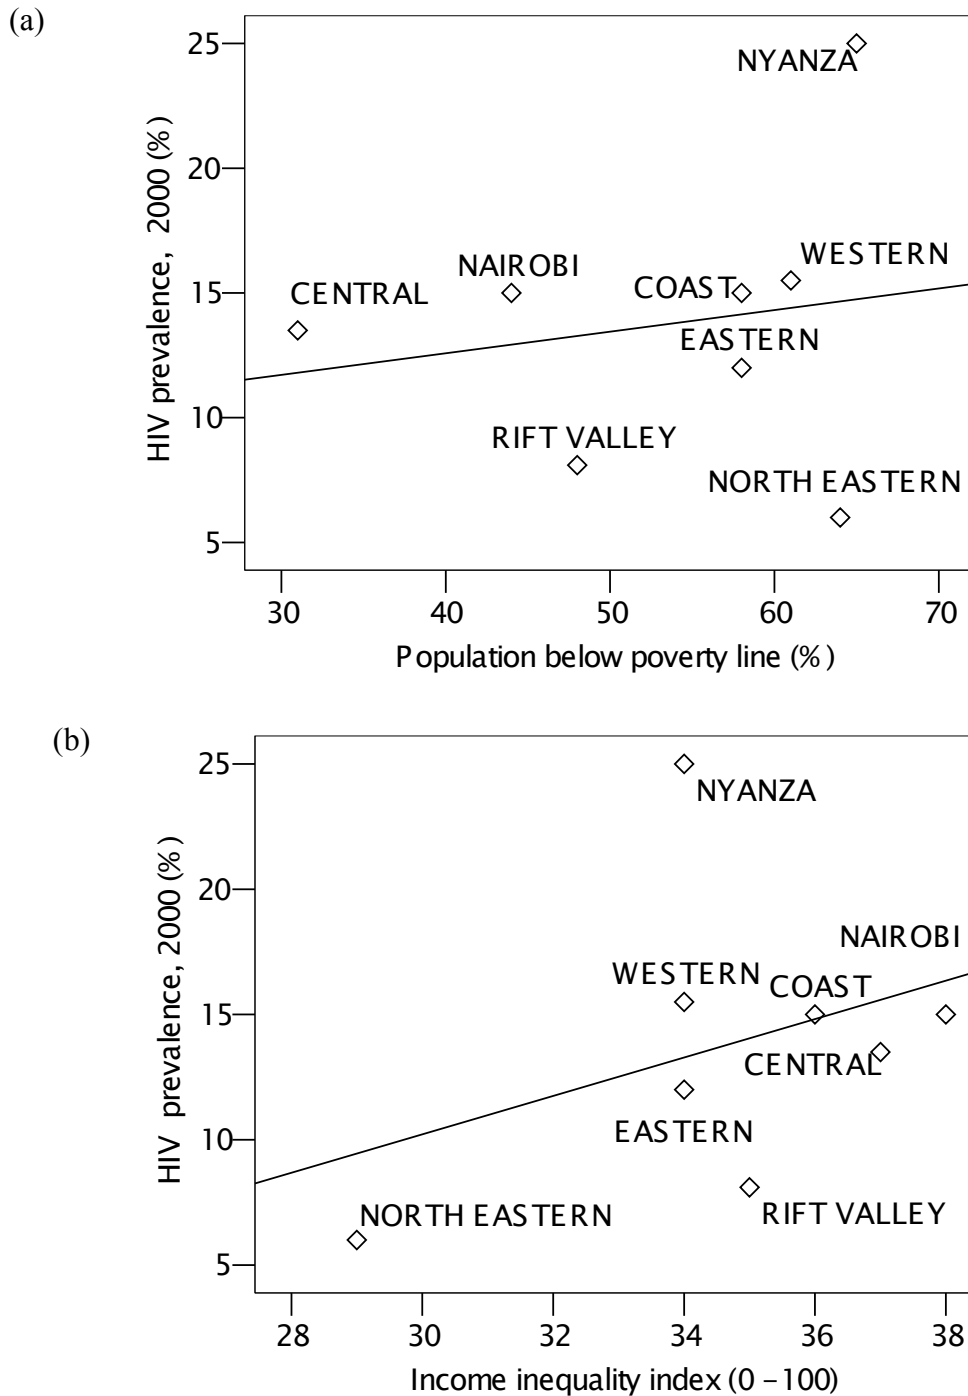 (a)
25
NYANZA
20
WESTERN
NAIROBI
COAST
CENTRAL
15
EASTERN
RIFT VALLEY
10
NORTH EASTERN
5
HIV prevalence, 2000 (%)
30 40 50 60 70
Population below poverty line (%)
(b)
25
NYANZA
20
NAIROBI
WESTERN
COAST
15
CENTRAL
EASTERN
10
NORTH EASTERN
RIFT VALLEY
5
HIV prevalence, 2000 (%)
28 30 32 34 36 38
Income inequality index (0 – 100)